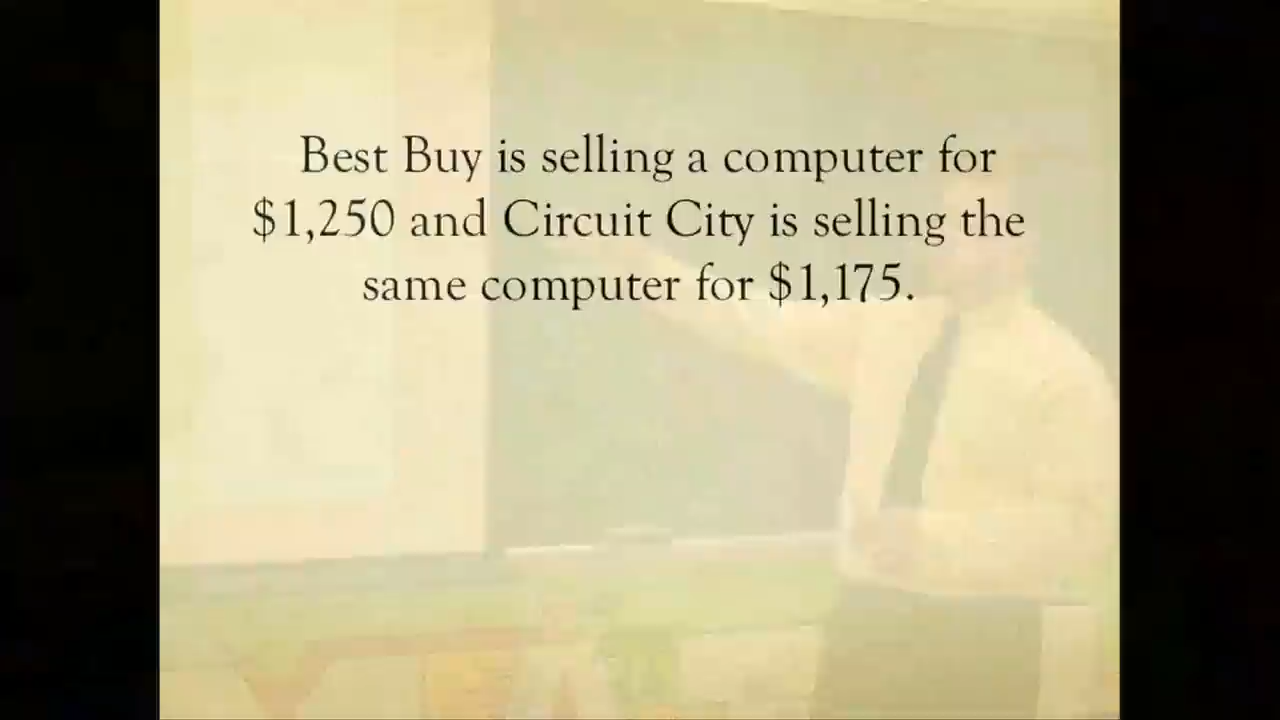 Best Buy is selling a computer for
$1,250 and Circuit City is selling the
same computer for $1,175.